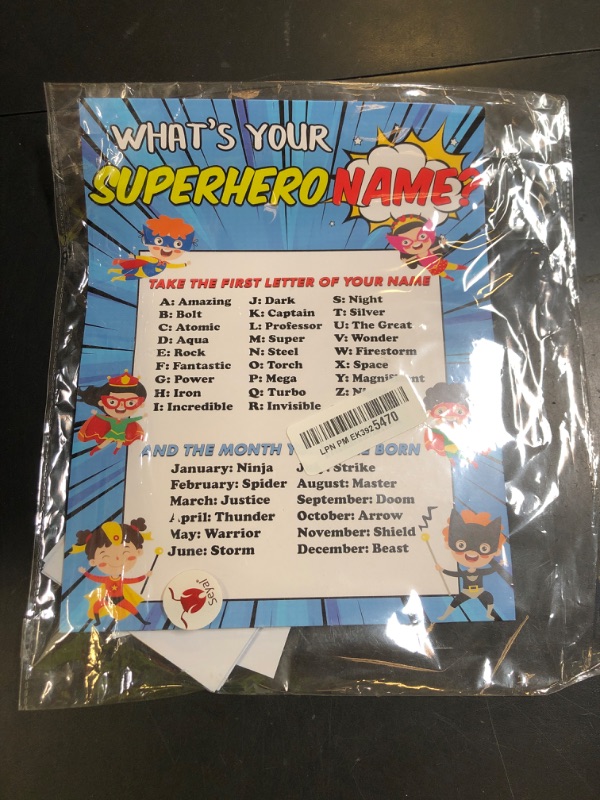 WHAT'S YOUR
SUPERHERO NAME?
TAKE THE FIRST LETTER OF YOUR NAME
A: Amazing J: Dark S: Night
B: Bolt K: Captain T: Silver
C: Atomic L: Professor U: The Great
D: Aqua M: Super V: Wonder
E: Rock N: Steel W: Firestorm
F: Fantastic O: Torch X: Space
G: Power P: Mega Y:
H: Iron Q: Turbo Z:
I: Incredible R: Invisible
LPN PM EK3925470
AND THE MONTH BORN
January: Ninja Strike
February: Spider August: Master
March: Justice September: Doom
April: Thunder October: Arrow
May: Warrior November: Shield
June: Storm December: Beast
Seyal